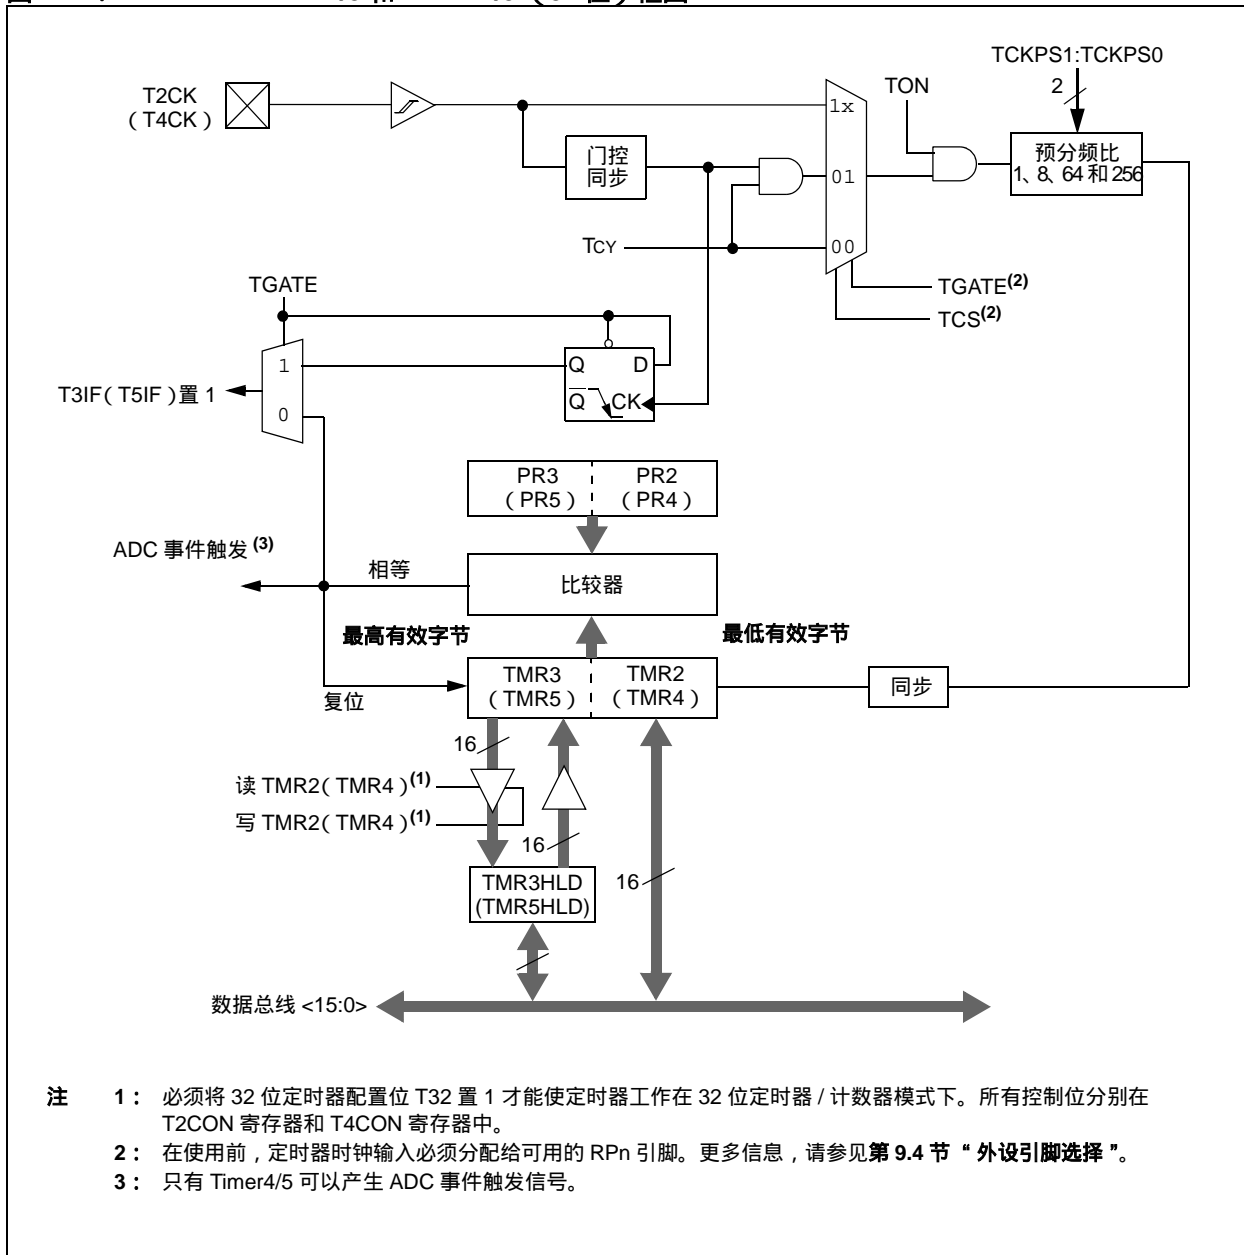 TCKPS1:TCKPS0
2
TON
T2CK
( T4CK )
1x
门控
同步
预分频比
1、8、64 和 256
01
TCY
00
TGATE(2)
TCS(2)
TGATE
1
Q D
T3IF( T5IF )置 1
0
Q CK
PR3
( PR5 )
PR2
( PR4 )
ADC 事件触发 (3)
相等
比较器
最高有效字节
最低有效字节
TMR3
( TMR5 )
TMR2
( TMR4 )
同步
复位
16
读 TMR2( TMR4 )(1)
写 TMR2( TMR4 )(1)
16
TMR3HLD
(TMR5HLD)
16
数据总线 <15:0>
注 1： 必须将 32 位定时器配置位 T32 置 1 才能使定时器工作在 32 位定时器 / 计数器模式下。所有控制位分别在
T2CON 寄存器和 T4CON 寄存器中。
2： 在使用前，定时器时钟输入必须分配给可用的 RPn 引脚。更多信息，请参见第 9.4 节“ 外设引脚选择 ”。
3： 只有 Timer4/5 可以产生 ADC 事件触发信号。